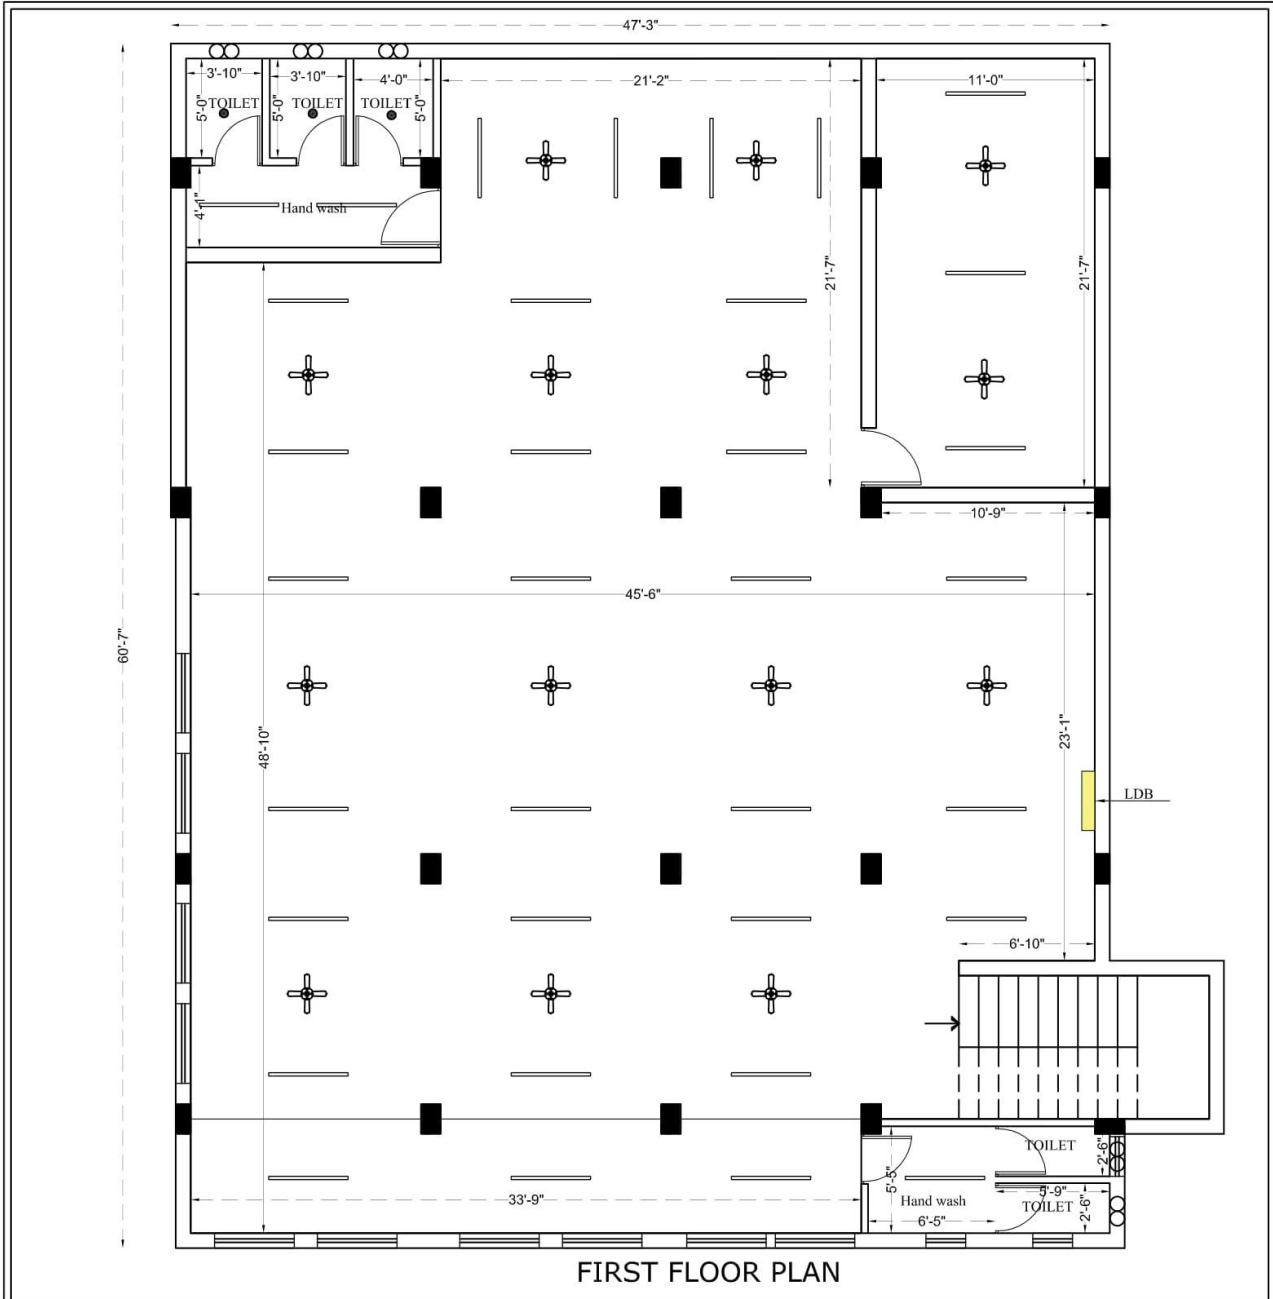 47'-3"
3'-10"
3'-10"
4'-0"
21'-2"
11'-0"
5'-0"
TOILET
5'-0"
TOILET
TOILET
5'-0"
4'-1"
Hand wash
21'-7"
21'-7"
10'-9"
45'-6"
60'-7"
48'-10"
23'-1"
LDB
6'-10"
TOILET
2'-6"
5'-5"
33'-9"
Hand wash
5'-9"
TOILET
2'-6"
6'-5"
FIRST FLOOR PLAN